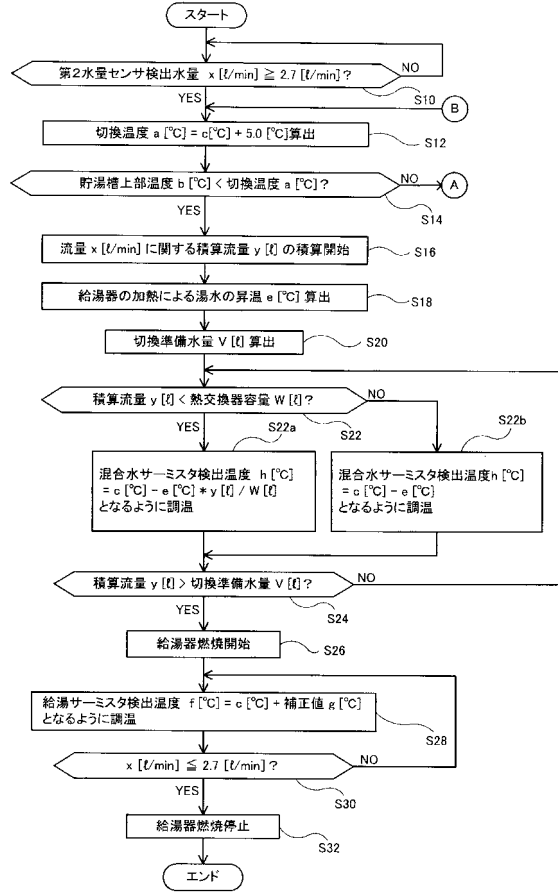 スタート
第2水量センサ検出水量 x [ℓ/min] ≧ 2.7 [ℓ/min] ?
NO
S10
YES
B
切換温度 a [℃] = c[℃] + 5.0 [℃]算出
S12
貯湯槽上部温度 b [℃] < 切換温度 a [℃] ?
NO
A
S14
YES
流量 x [ℓ/min] に関する積算流量 y [ℓ] の積算開始
S16
給湯器の加熱による湯水の昇温 e [℃] 算出
S18
切換準備水量 V [ℓ] 算出
S20
積算流量 y [ℓ] < 熱交換器容量 W [ℓ] ?
NO
S22
YES
S22a
S22b
混合水サーミスタ検出温度 h [℃]
= c [℃] − e [℃] * y [ℓ] / W [ℓ]
となるように調温
混合水サーミスタ検出温度h [℃]
= c [℃] − e [℃]
となるように調温
積算流量 y [ℓ] > 切換準備水量 V [ℓ] ?
NO
S24
YES
給湯器燃焼開始
S26
給湯サーミスタ検出温度 f [℃] = c [℃] + 補正値 g [℃]
となるように調温
S28
x [ℓ/min] ≦ 2.7 [ℓ/min] ?
NO
S30
YES
給湯器燃焼停止
S32
エンド